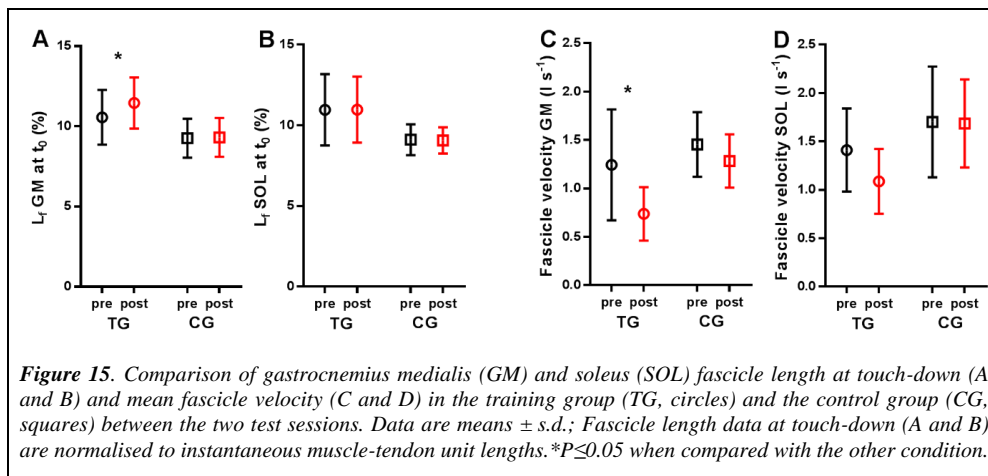 A B C D
* *
L_f GM at t_0 (%)
15
10
5
0
pre post pre post
TG CG
L_f SOL at t_0 (%)
15
10
5
0
pre post pre post
TG CG
Fascicle velocity GM (l s⁻¹)
2.5
2.0
1.5
1.0
0.5
0.0
pre post pre post
TG CG
Fascicle velocity SOL (l s⁻¹)
2.5
2.0
1.5
1.0
0.5
0.0
pre post pre post
TG CG
Figure 15. Comparison of gastrocnemius medialis (GM) and soleus (SOL) fascicle length at touch-down (A
and B) and mean fascicle velocity (C and D) in the training group (TG, circles) and the control group (CG,
squares) between the two test sessions. Data are means ± s.d.; Fascicle length data at touch-down (A and B)
are normalised to instantaneous muscle-tendon unit lengths.*P≤0.05 when compared with the other condition.